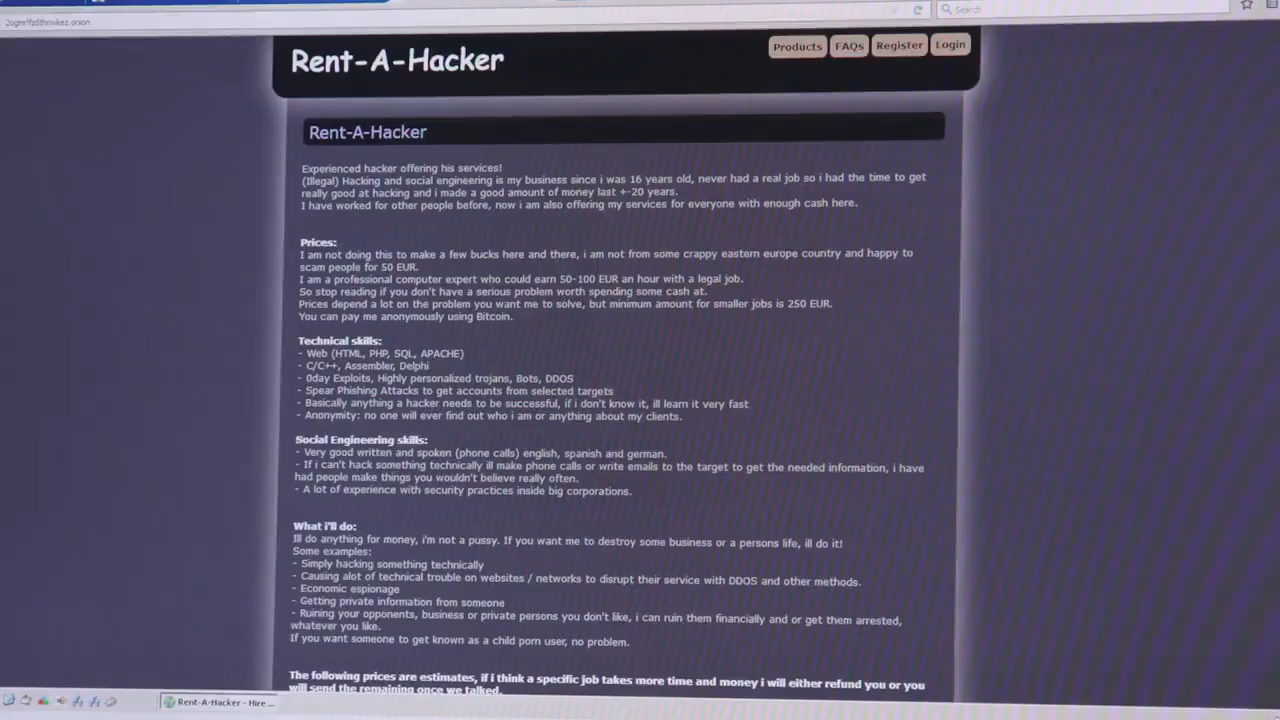 Search
Rent-A-Hacker
Products FAQs Register Login
Rent-A-Hacker
Experienced hacker offering his services!
(Illegal) Hacking and social engineering is my business since i was 16 years old, never had a real job so i had the time to get
really good at hacking and i made a good amount of money last +-20 years.
I have worked for other people before, now i am also offering my services for everyone with enough cash here.
Prices:
I am not doing this to make a few bucks here and there, i am not from some crappy eastern europe country and happy to
scam people for 50 EUR.
I am a professional computer expert who could earn 50-100 EUR an hour with a legal job.
So stop reading if you don't have a serious problem worth spending some cash at.
Prices depend a lot on the problem you want me to solve, but minimum amount for smaller jobs is 250 EUR.
You can pay me anonymously using Bitcoin.
Technical skills:
- Web (HTML, PHP, SQL, APACHE)
- C/C++, Assembler, Delphi
- 0day Exploits, Highly personalized trojans, Bots, DDOS
- Spear Phishing Attacks to get accounts from selected targets
- Basically anything a hacker needs to be successful, if i don't know it, ill learn it very fast
- Anonymity: no one will ever find out who i am or anything about my clients.
Social Engineering skills:
- Very good written and spoken (phone calls) english, spanish and german.
- If i can't hack something technically ill make phone calls or write emails to the target to get the needed information, i have
had people make things you wouldn't believe really often.
- A lot of experience with security practices inside big corporations.
What i'll do:
Ill do anything for money, i'm not a pussy. If you want me to destroy some business or a persons life, ill do it!
Some examples:
- Simply hacking something technically
- Causing alot of technical trouble on websites / networks to disrupt their service with DDOS and other methods.
- Economic espionage
- Getting private information from someone
- Ruining your opponents, business or private persons you don't like, i can ruin them financially and or get them arrested,
whatever you like.
If you want someone to get known as a child porn user, no problem.
The following prices are estimates, if i think a specific job takes more time and money i will either refund you or you
will send the remaining once we talked.
Rent-A-Hacker - Hire ...